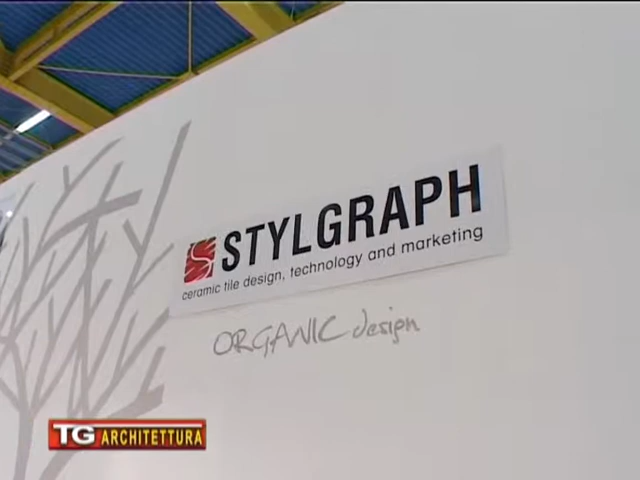 STYLGRAPH
ceramic tile design, technology and marketing
ORGANIC design
TG ARCHITETTURA